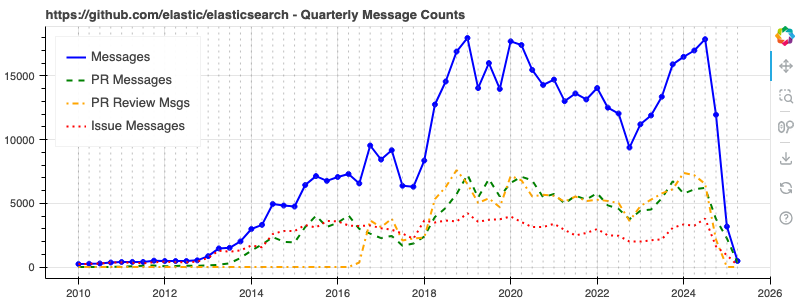 https://github.com/elastic/elasticsearch - Quarterly Message Counts
Messages
PR Messages
PR Review Msgs
Issue Messages
15000
10000
5000
0
2010 2012 2014 2016 2018 2020 2022 2024 2026